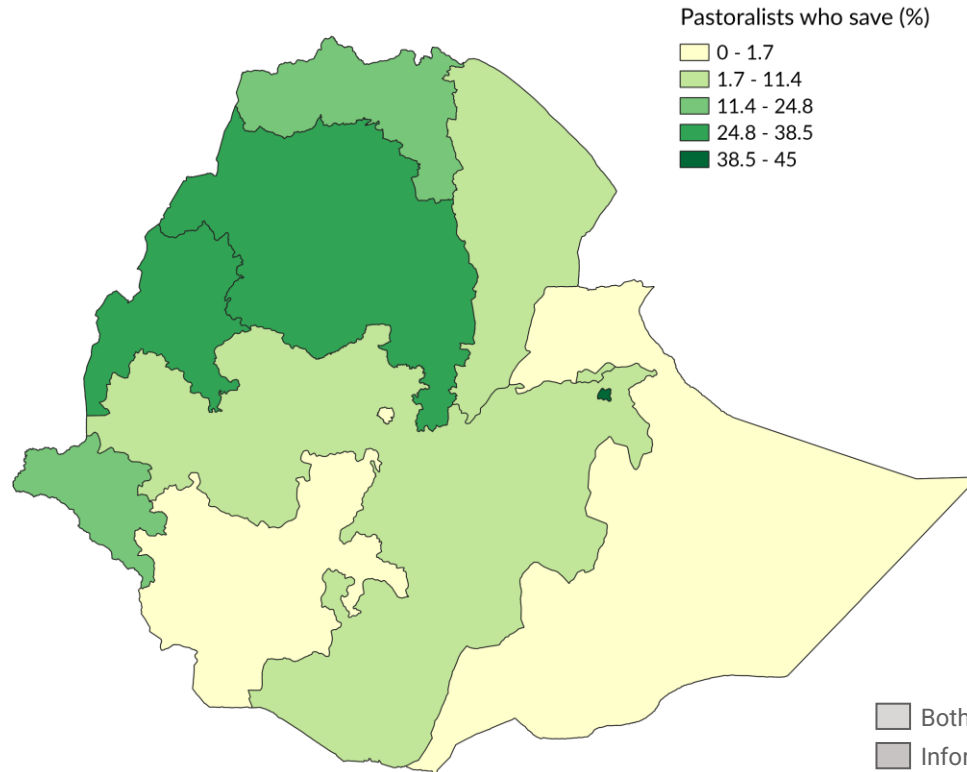 Pastoralists who save (%)
0 - 1.7
1.7 - 11.4
11.4 - 24.8
24.8 - 38.5
38.5 - 45
Both
Infor